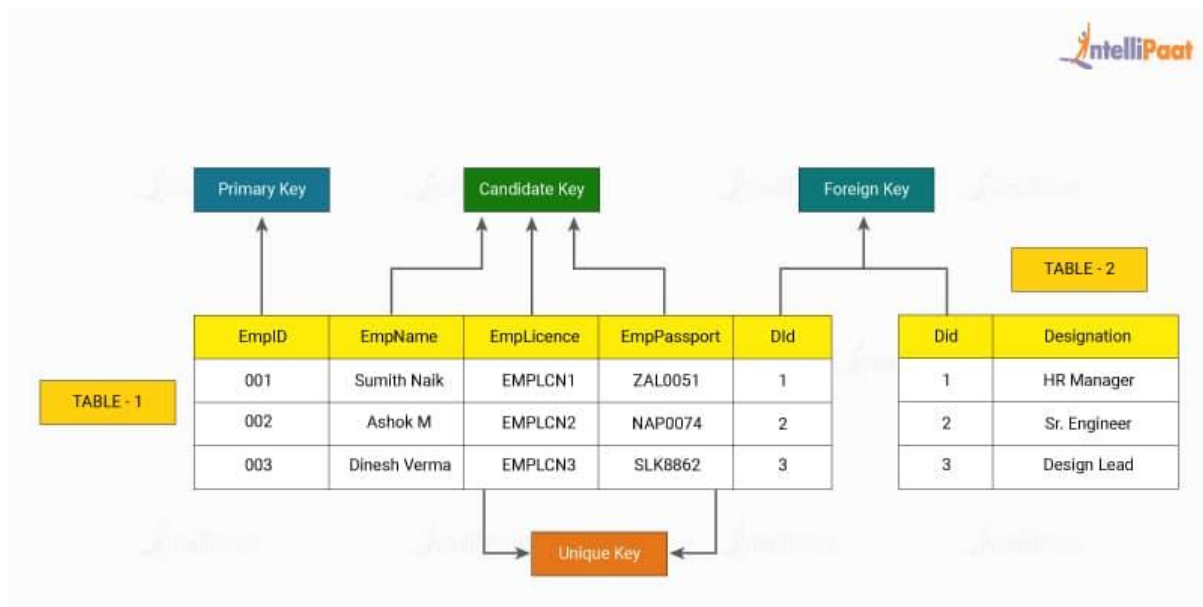 IntelliPaat
Primary Key
Candidate Key
Foreign Key
TABLE - 2
EmpID EmpName EmpLicence EmpPassport DId
Did Designation
TABLE - 1
001 Sumith Naik EMPLCN1 ZAL0051 1
1 HR Manager
002 Ashok M EMPLCN2 NAP0074 2
2 Sr. Engineer
003 Dinesh Verma EMPLCN3 SLK8862 3
3 Design Lead
Unique Key